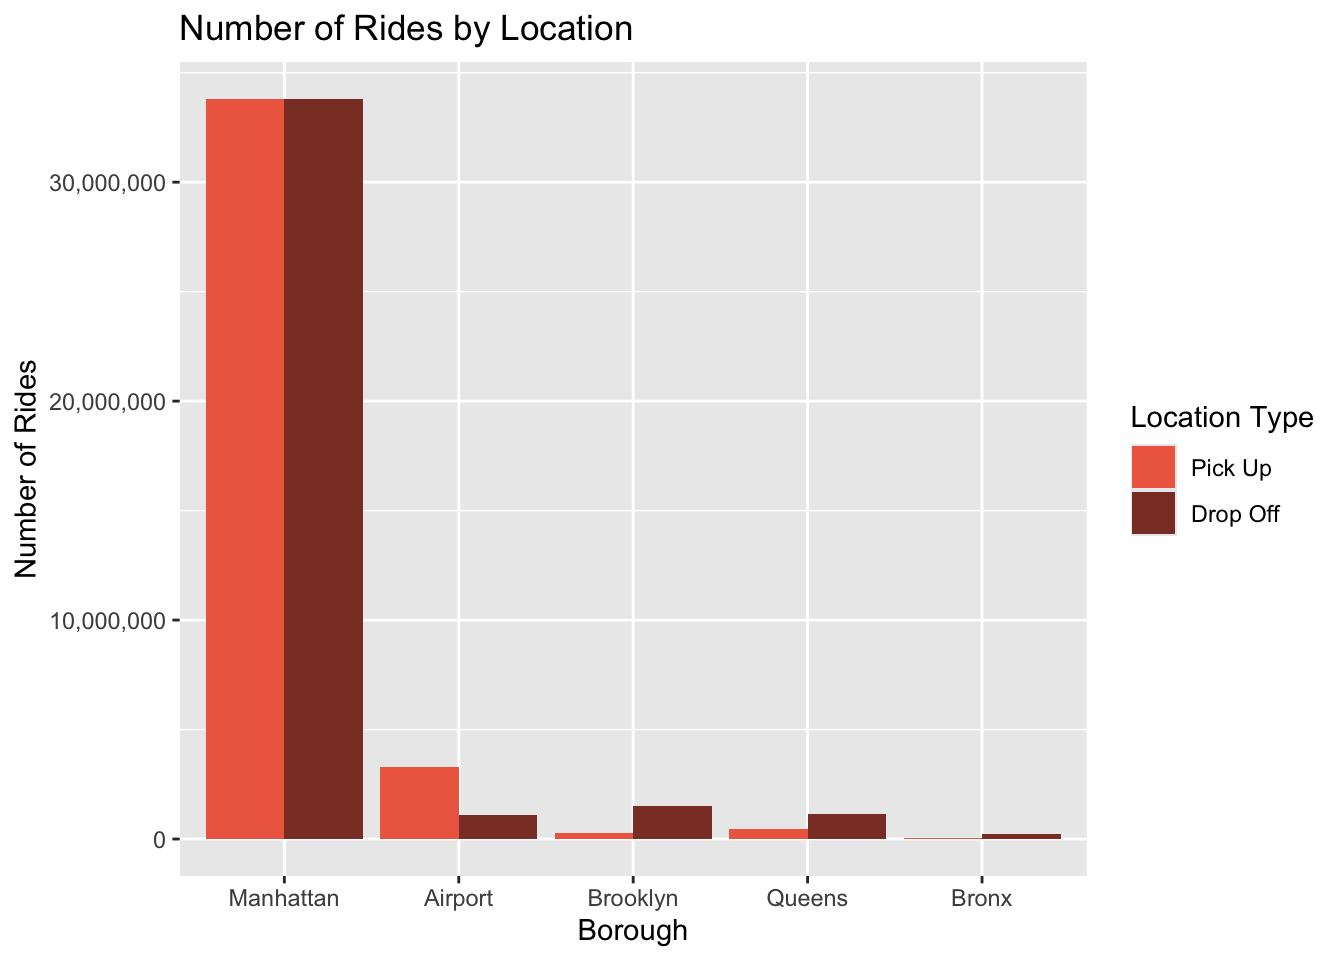 Number of Rides by Location
Number of Rides
30,000,000
20,000,000
10,000,000
0
Manhattan Airport Brooklyn Queens Bronx
Borough
Location Type
Pick Up
Drop Off